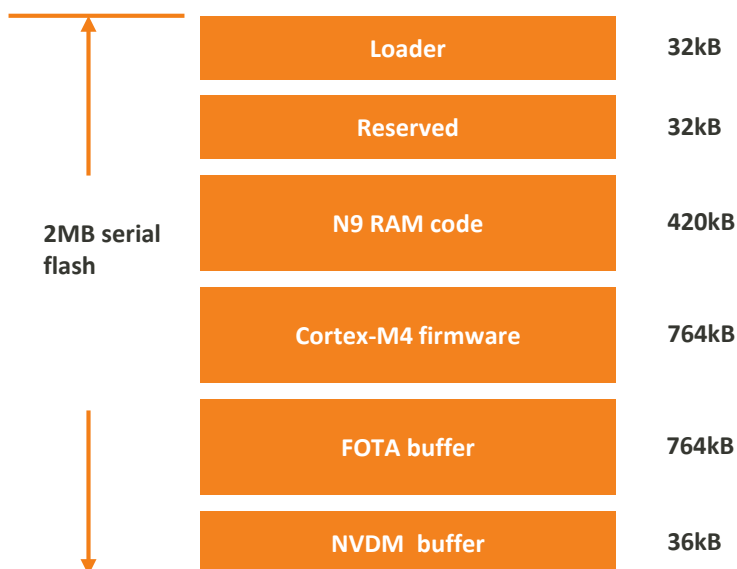 Loader 32kB
Reserved 32kB
N9 RAM code 420kB
2MB serial
flash
Cortex-M4 firmware 764kB
FOTA buffer 764kB
NVDM buffer 36kB